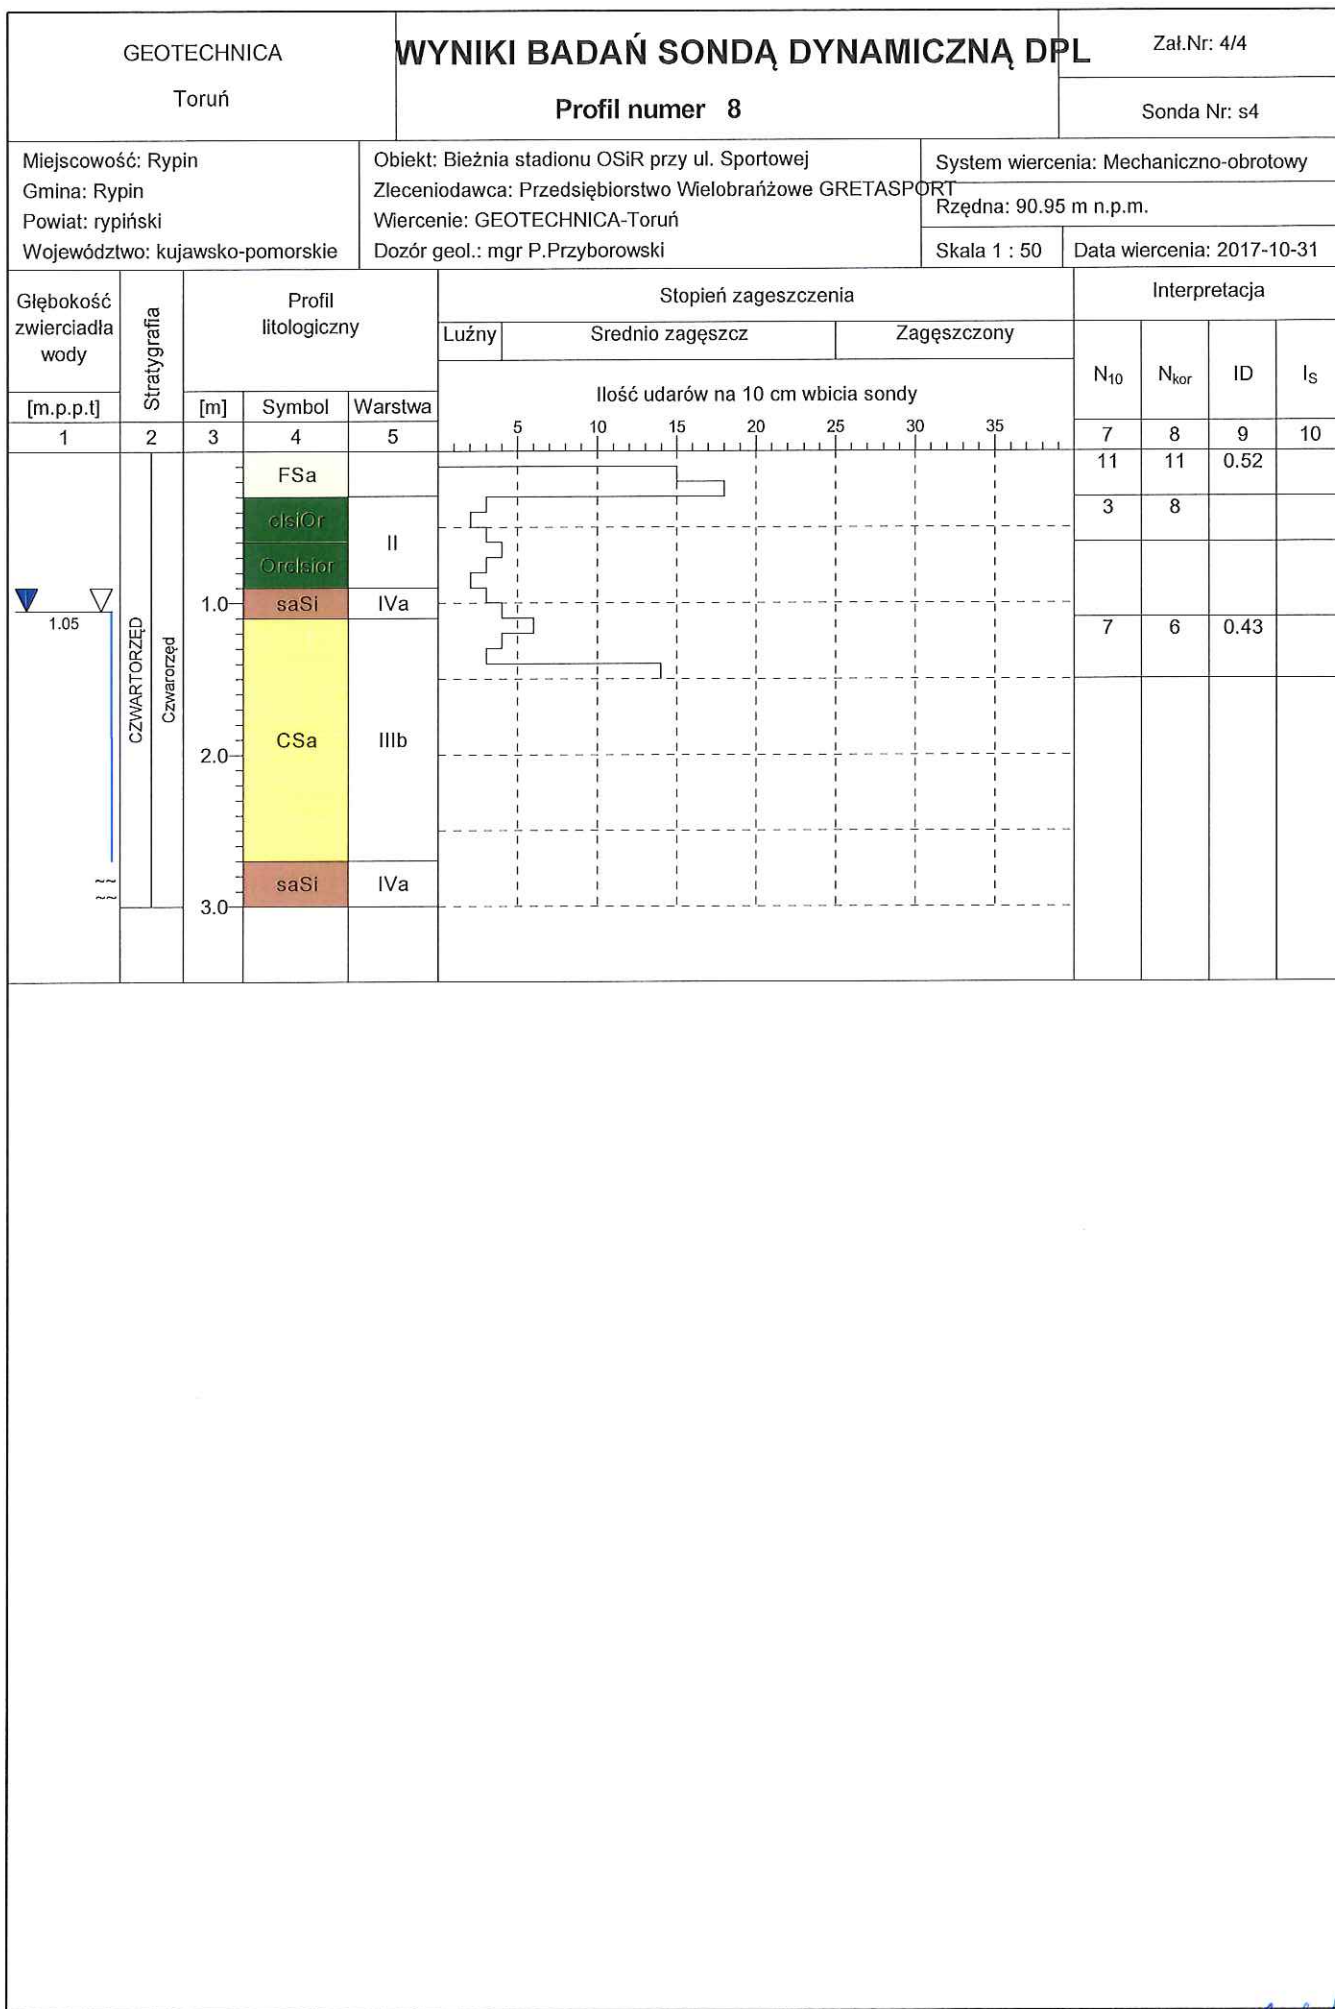 GEOTECHNICA
Toruń
WYNIKI BADAŃ SONDĄ DYNAMICZNĄ DPL
Profil numer 8
Zał.Nr: 4/4
Sonda Nr: s4
Miejscowość: Rypin
Gmina: Rypin
Powiat: rypiński
Województwo: kujawsko-pomorskie
Obiekt: Bieżnia stadionu OSiR przy ul. Sportowej
Zleceniodawca: Przedsiębiorstwo Wielobrańżowe GRETASPORT
Wiercenie: GEOTECHNICA-Toruń
Dozór geol.: mgr P.Przyborowski
System wiercenia: Mechaniczno-obrotowy
Rzędna: 90.95 m n.p.m.
Skala 1 : 50
Data wiercenia: 2017-10-31
Głębokość
zwierciadła
wody
[m.p.p.t]
Stratygrafia
Profil
litologiczny
[m] Symbol Warstwa
Stopień zageszczenia
Luźny Srednio zagęszcz Zagęszczony
Ilość udarów na 10 cm wbicia sondy
5 10 15 20 25 30 35
Interpretacja
N10 Nkor ID IS
1 2 3 4 5 7 8 9 10
FSa 11 11 0.52
clsiOr II 3 8
Orclsior
1.0 saSi IVa
1.05
7 6 0.43
CZWARTORZĘD
Czwarorzęd
CSa IIIb
2.0
saSi IVa
~~
~~
3.0